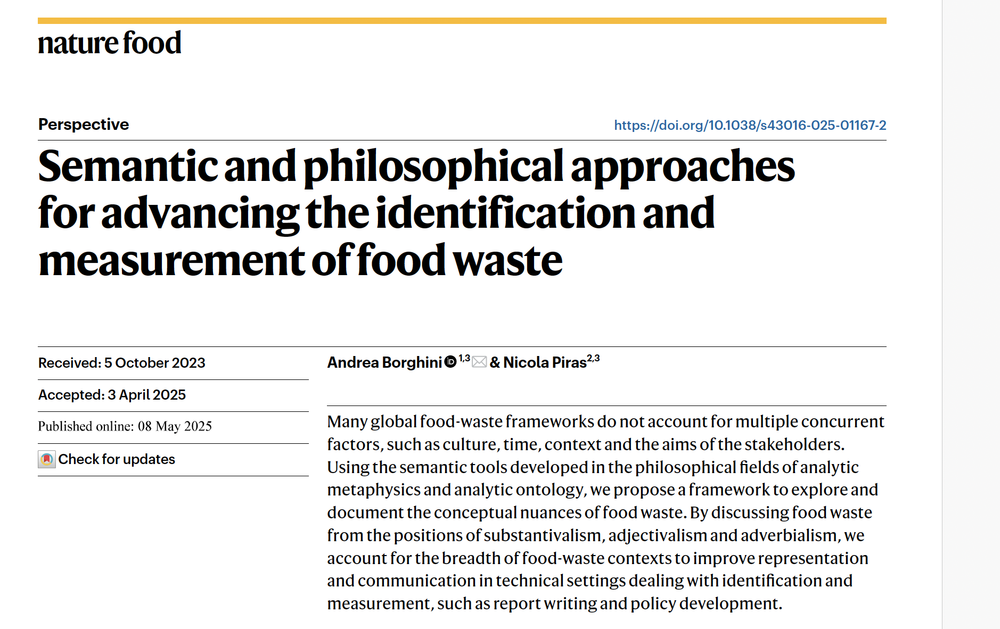 nature food
Perspective
https://doi.org/10.1038/s43016-025-01167-2
Semantic and philosophical approaches
for advancing the identification and
measurement of food waste
Received: 5 October 2023
Accepted: 3 April 2025
Published online: 08 May 2025
Check for updates
Andrea Borghini iD 1,3 & Nicola Piras2,3
Many global food-waste frameworks do not account for multiple concurrent
factors, such as culture, time, context and the aims of the stakeholders.
Using the semantic tools developed in the philosophical fields of analytic
metaphysics and analytic ontology, we propose a framework to explore and
document the conceptual nuances of food waste. By discussing food waste
from the positions of substantivalism, adjectivalism and adverbialism, we
account for the breadth of food-waste contexts to improve representation
and communication in technical settings dealing with identification and
measurement, such as report writing and policy development.